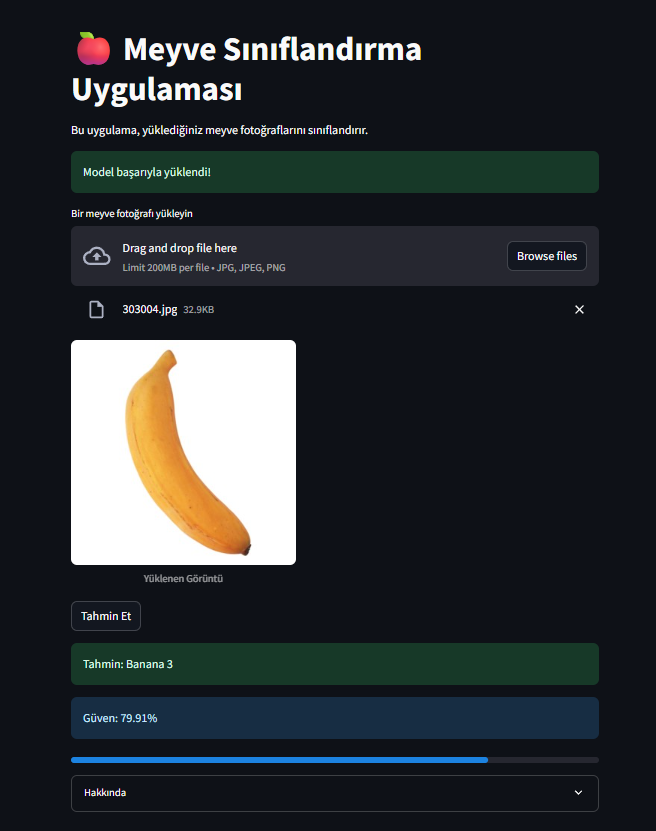 Meyve Sınıflandırma
Uygulaması
Bu uygulama, yüklediğiniz meyve fotoğraflarını sınıflandırır.
Model başarıyla yüklendi!
Bir meyve fotoğrafı yükleyin
Drag and drop file here
Limit 200MB per file • JPG, JPEG, PNG
Browse files
303004.jpg 32.9KB
Yüklenen Görüntü
Tahmin Et
Tahmin: Banana 3
Güven: 79.91%
Hakkında